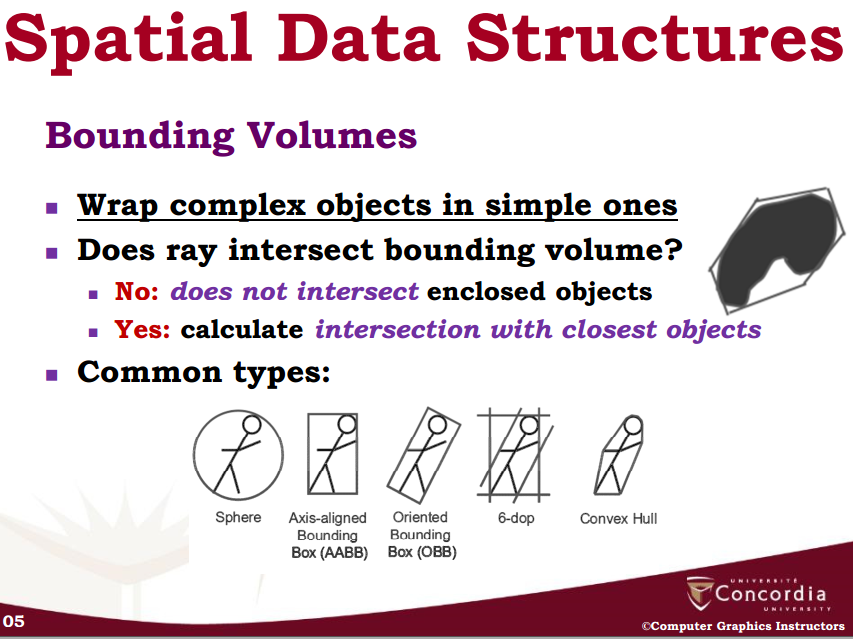 Spatial Data Structures
Bounding Volumes
Wrap complex objects in simple ones
Does ray intersect bounding volume?
No: does not intersect enclosed objects
Yes: calculate intersection with closest objects
Common types:
Sphere
Axis-aligned
Bounding
Box (AABB)
Oriented
Bounding
Box (OBB)
6-dop
Convex Hull
UNIVERSITÉ
Concordia
UNIVERSITY
05
©Computer Graphics Instructors